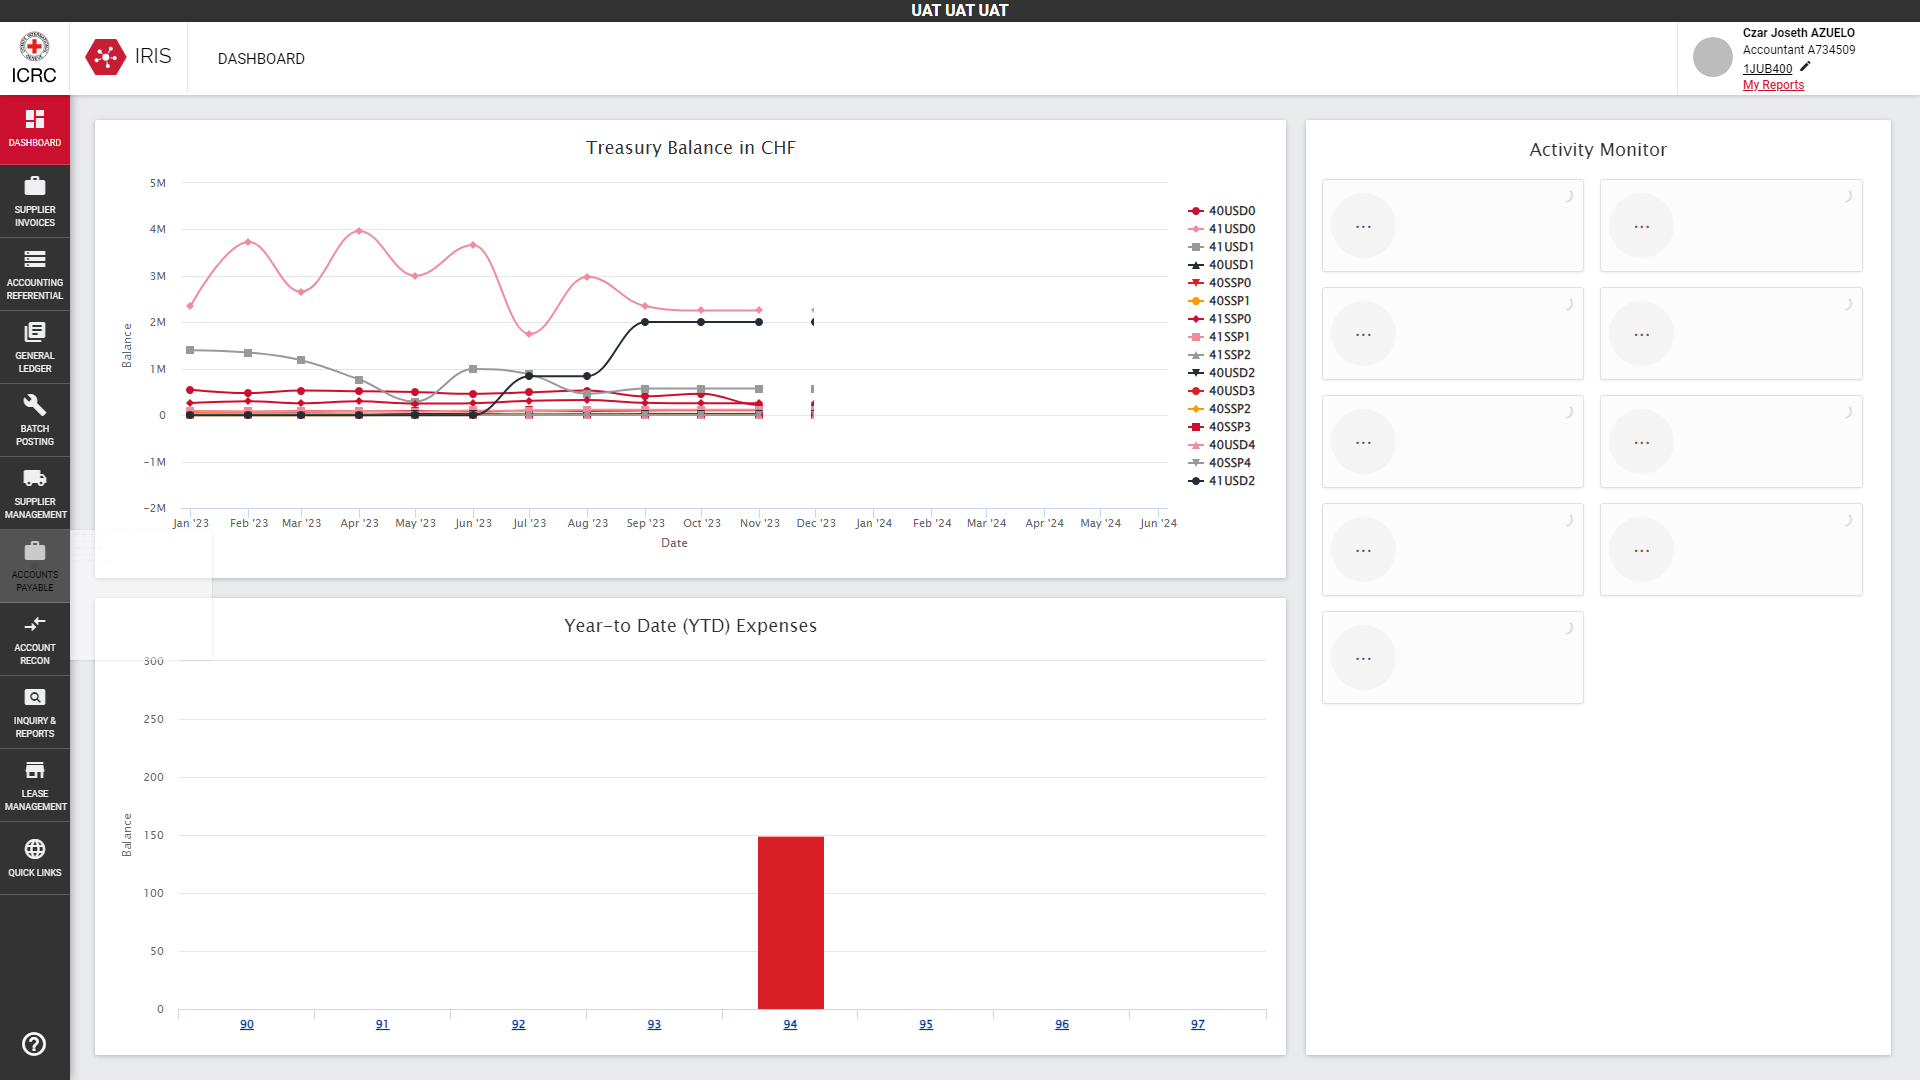 UAT UAT UAT
ICRC
IRIS
DASHBOARD
Czar Joseth AZUELO
Accountant A734509
1JUB400
My Reports
DASHBOARD
SUPPLIER
INVOICES
ACCOUNTING
REFERENTIAL
GENERAL
LEDGER
BATCH
POSTING
SUPPLIER
MANAGEMENT
ACCOUNTS
PAYABLE
ACCOUNT
RECON
INQUIRY &
REPORTS
LEASE
MANAGEMENT
QUICK LINKS
Treasury Balance in CHF
5M
4M
3M
2M
1M
0
-1M
-2M
Balance
Jan '23 Feb '23 Mar '23 Apr '23 May '23 Jun '23 Jul '23 Aug '23 Sep '23 Oct '23 Nov '23 Dec '23 Jan '24 Feb '24 Mar '24 Apr '24 May '24 Jun '24
Date
40USD0
41USD0
41USD1
40USD1
40SSP0
40SSP1
41SSP0
41SSP1
41SSP2
40USD2
40USD3
40SSP2
40SSP3
40USD4
40SSP4
41USD2
Year-to Date (YTD) Expenses
300
250
200
150
100
50
0
Balance
90 91 92 93 94 95 96 97
Activity Monitor
... ...
... ...
... ...
... ...
...